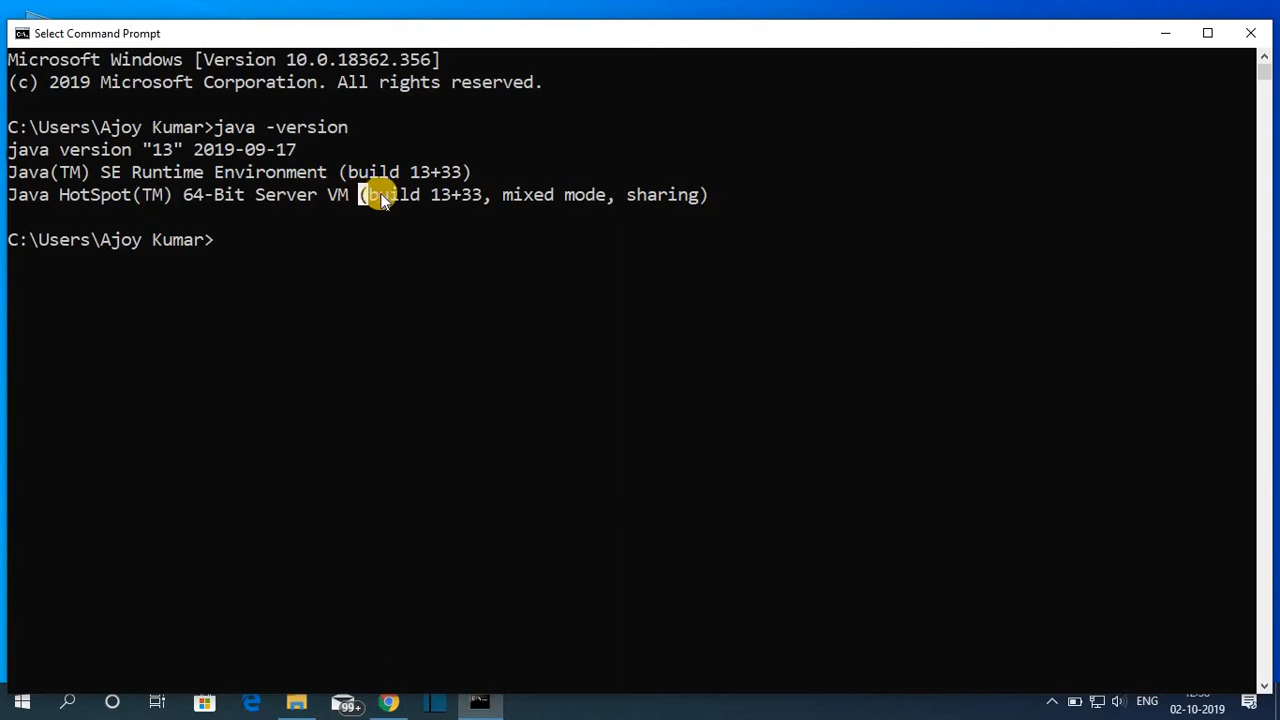 Select Command Prompt
Microsoft Windows [Version 10.0.18362.356]
(c) 2019 Microsoft Corporation. All rights reserved.
C:\Users\Ajoy Kumar>java -version
java version "13" 2019-09-17
Java(TM) SE Runtime Environment (build 13+33)
Java HotSpot(TM) 64-Bit Server VM (build 13+33, mixed mode, sharing)
C:\Users\Ajoy Kumar>
99+
ENG
02-10-2019